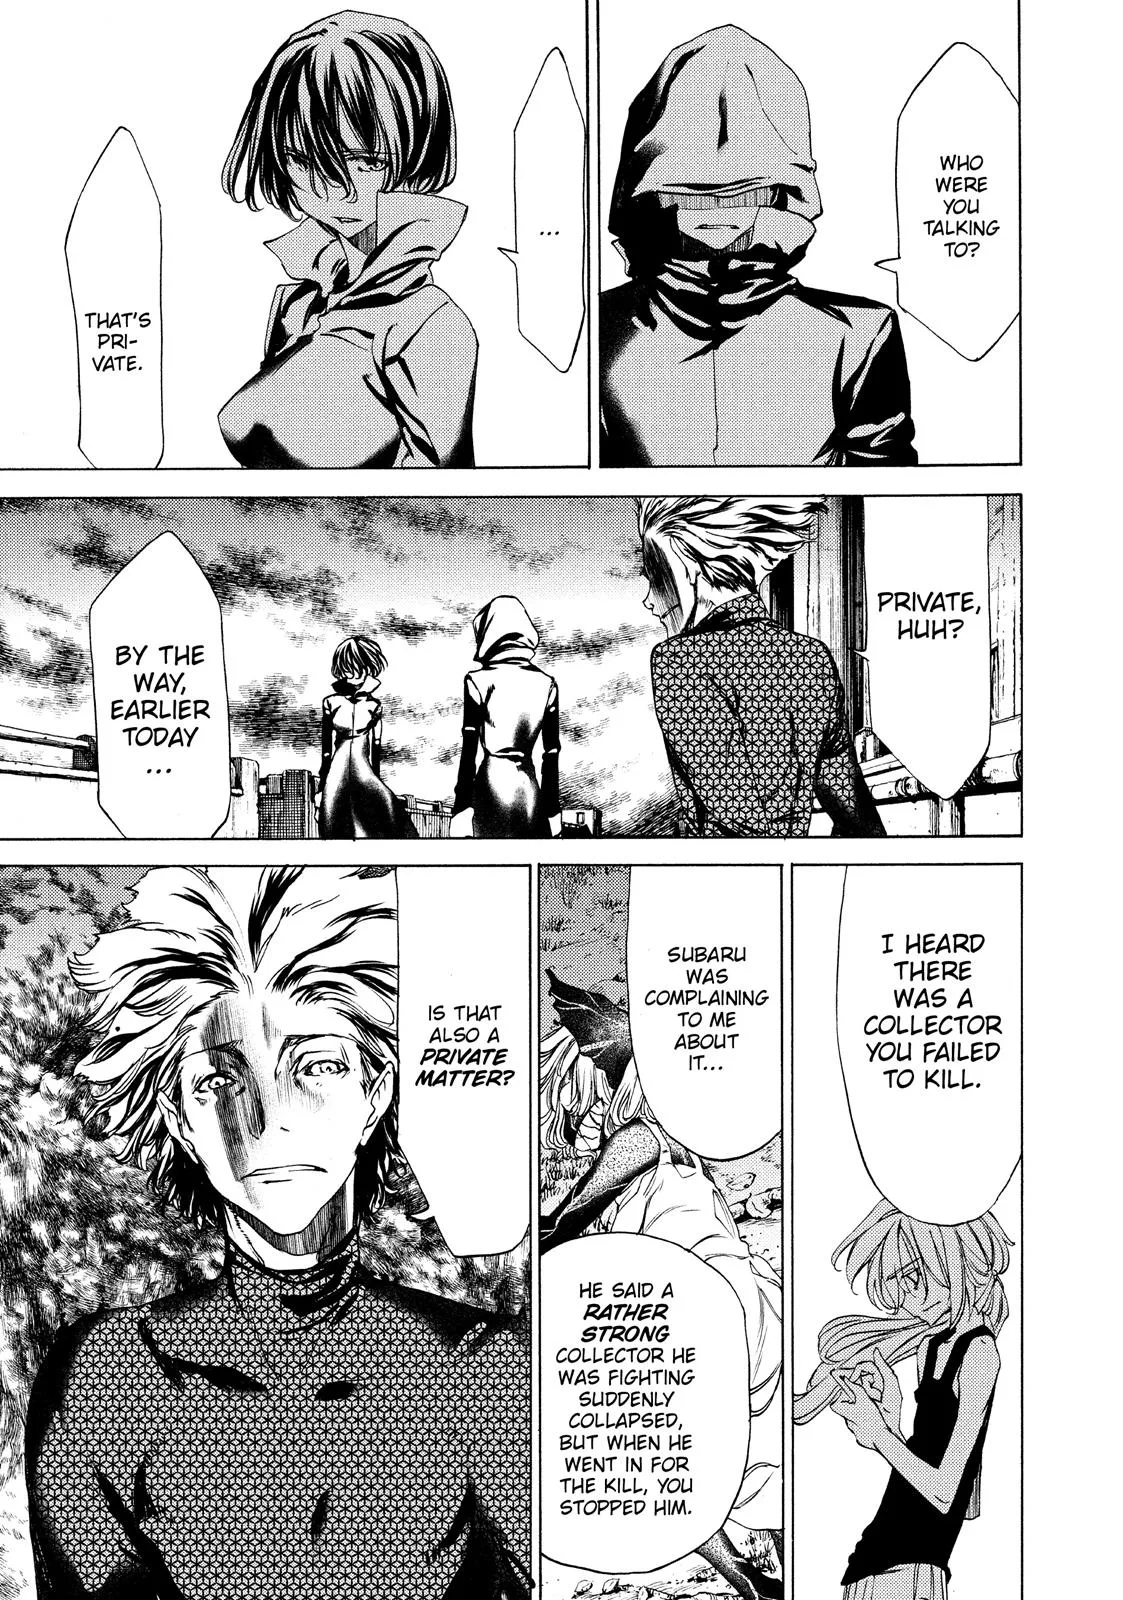 WHO
WERE
YOU
TALKING
TO?
...
THAT'S
PRI-
VATE.
PRIVATE,
HUH?
BY THE
WAY,
EARLIER
TODAY
...
I HEARD
THERE
WAS A
COLLECTOR
YOU FAILED
TO KILL.
SUBARU
WAS
COMPLAINING
TO ME
ABOUT
IT...
HE SAID A
RATHER
STRONG
COLLECTOR HE
WAS FIGHTING
SUDDENLY
COLLAPSED,
BUT WHEN HE
WENT IN FOR
THE KILL, YOU
STOPPED HIM.
IS THAT
ALSO A
PRIVATE
MATTER?